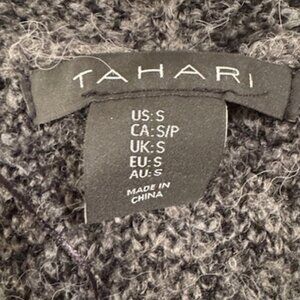 TAHARI
US: S
CA: S/P
UK: S
EU: S
AU: S
MADE IN
CHINA